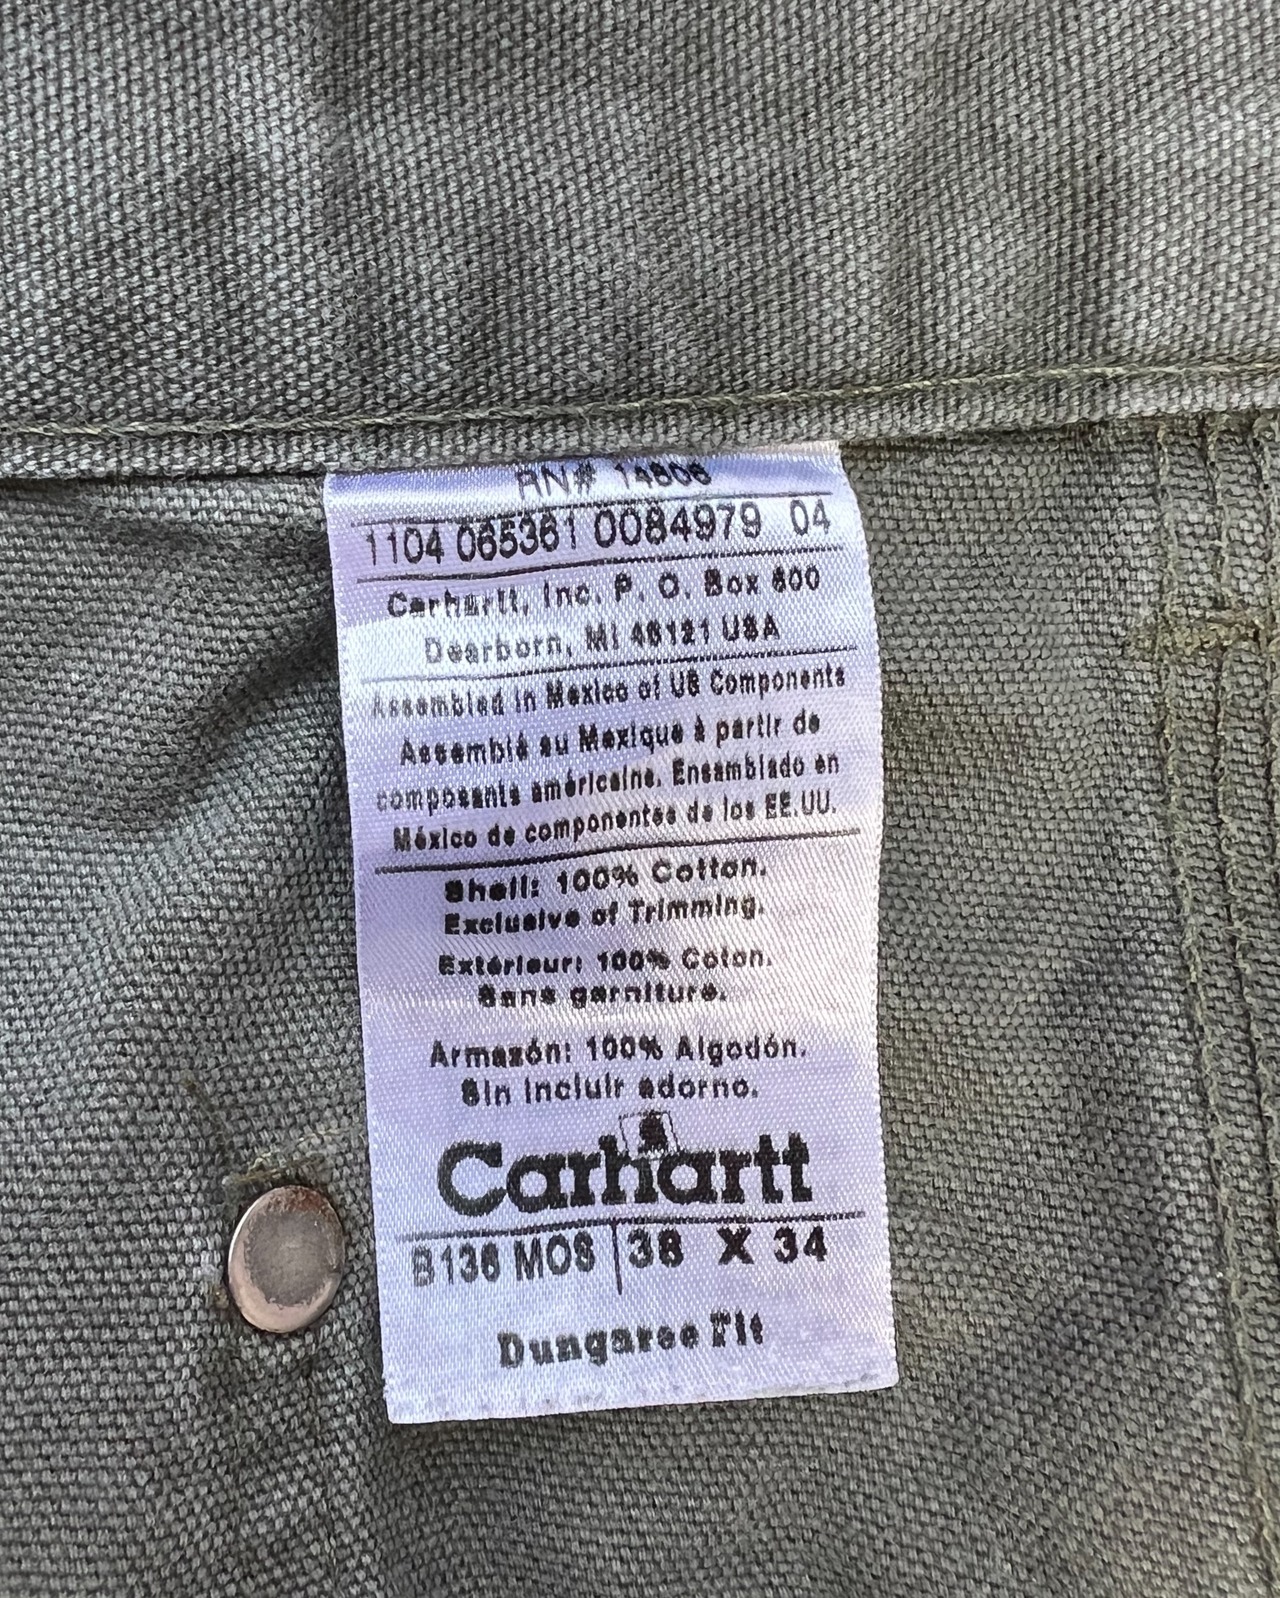 RN# 14806
1104 065361 0084979 04
Carhartt, Inc. P. O. Box 600
Dearborn, MI 48121 USA
Assembled in Mexico of US Components
Assemblé au Mexique à partir de
composants américaine. Ensamblado en
México de componentes de los EE.UU.
Shell: 100% Cotton.
Exclusive of Trimming.
Extérieur: 100% Coton.
Sans garniture.
Armazón: 100% Algodón.
Sin incluir adorno.
Carhartt
B136 MOS 38 X 34
Dungaree Fit